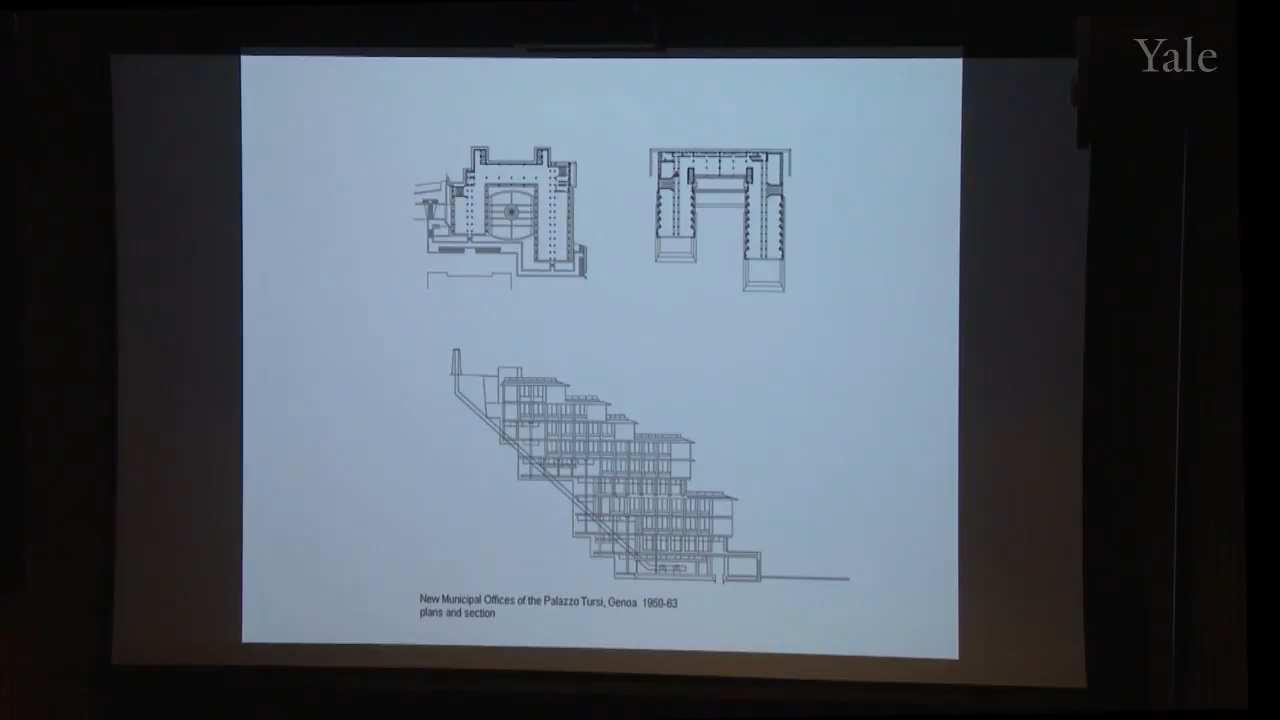 Yale
New Municipal Offices of the Palazzo Tursi, Genoa 1950-63
plans and section